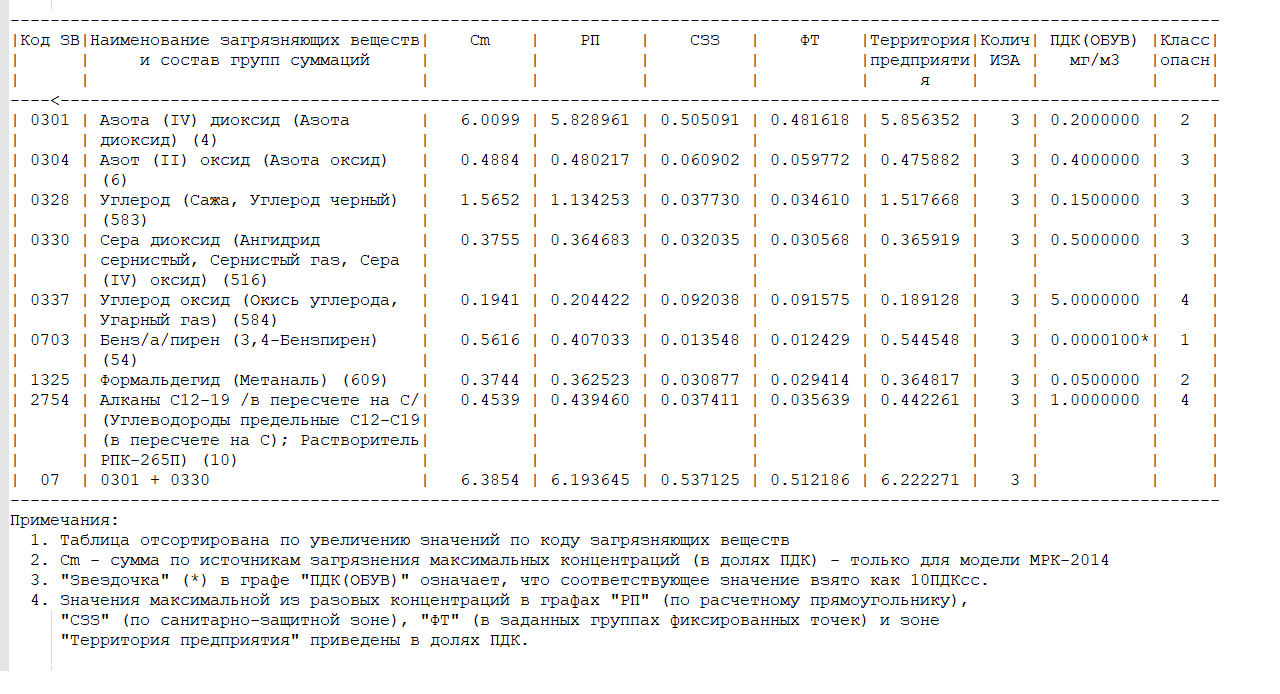 --------------------------------------------------------------------------------------------------------------------------
|Код ЗВ|Наименование загрязняющих веществ|    Cm    |    РП    |    СЗЗ   |    ФТ    |Территория|Колич| ПДК(ОБУВ) |Класс|
|      |     и состав групп суммаций     |          |          |          |          |предприяти| ИЗА |   мг/м3   |опасн|
|      |                                 |          |          |          |          |     я    |     |           |     |
----<---------------------------------------------------------------------------------------------------------------------
| 0301 | Азота (IV) диоксид (Азота       |   6.0099 | 5.828961 | 0.505091 | 0.481618 | 5.856352 |   3 | 0.2000000 |  2  |
|      | диоксид) (4)                    |          |          |          |          |          |     |           |     |
| 0304 | Азот (II) оксид (Азота оксид)   |   0.4884 | 0.480217 | 0.060902 | 0.059772 | 0.475882 |   3 | 0.4000000 |  3  |
|      | (6)                             |          |          |          |          |          |     |           |     |
| 0328 | Углерод (Сажа, Углерод черный)  |   1.5652 | 1.134253 | 0.037730 | 0.034610 | 1.517668 |   3 | 0.1500000 |  3  |
|      | (583)                           |          |          |          |          |          |     |           |     |
| 0330 | Сера диоксид (Ангидрид          |   0.3755 | 0.364683 | 0.032035 | 0.030568 | 0.365919 |   3 | 0.5000000 |  3  |
|      | сернистый, Сернистый газ, Сера  |          |          |          |          |          |     |           |     |
|      | (IV) оксид) (516)               |          |          |          |          |          |     |           |     |
| 0337 | Углерод оксид (Окись углерода,  |   0.1941 | 0.204422 | 0.092038 | 0.091575 | 0.189128 |   3 | 5.0000000 |  4  |
|      | Угарный газ) (584)              |          |          |          |          |          |     |           |     |
| 0703 | Бенз/а/пирен (3,4-Бензпирен)    |   0.5616 | 0.407033 | 0.013548 | 0.012429 | 0.544548 |   3 | 0.0000100*|  1  |
|      | (54)                            |          |          |          |          |          |     |           |     |
| 1325 | Формальдегид (Метаналь) (609)   |   0.3744 | 0.362523 | 0.030877 | 0.029414 | 0.364817 |   3 | 0.0500000 |  2  |
| 2754 | Алканы С12-19 /в пересчете на С/|   0.4539 | 0.439460 | 0.037411 | 0.035639 | 0.442261 |   3 | 1.0000000 |  4  |
|      | (Углеводороды предельные С12-С19|          |          |          |          |          |     |           |     |
|      | (в пересчете на С); Растворитель|          |          |          |          |          |     |           |     |
|      | РПК-265П) (10)                  |          |          |          |          |          |     |           |     |
|  07  | 0301 + 0330                     |   6.3854 | 6.193645 | 0.537125 | 0.512186 | 6.222271 |   3 |           |     |
--------------------------------------------------------------------------------------------------------------------------
Примечания:
1. Таблица отсортирована по увеличению значений по коду загрязняющих веществ
2. Cm - сумма по источникам загрязнения максимальных концентраций (в долях ПДК) - только для модели МРК-2014
3. "Звездочка" (*) в графе "ПДК(ОБУВ)" означает, что соответствующее значение взято как 10ПДКсс.
4. Значения максимальной из разовых концентраций в графах "РП" (по расчетному прямоугольнику),
"СЗЗ" (по санитарно-защитной зоне), "ФТ" (в заданных группах фиксированных точек) и зоне
"Территория предприятия" приведены в долях ПДК.